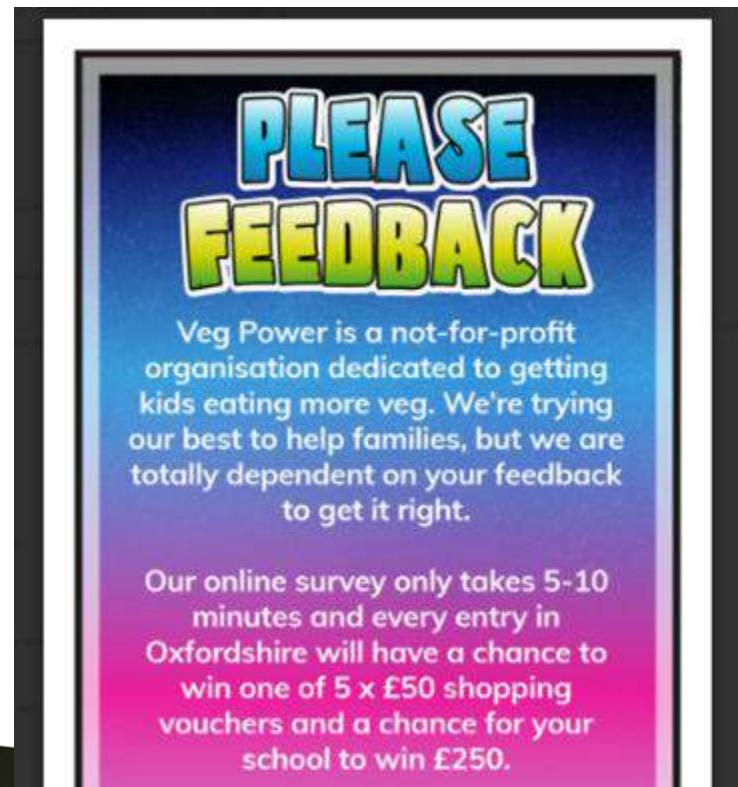 PLEASE
FEEDBACK
Veg Power is a not-for-profit
organisation dedicated to getting
kids eating more veg. We're trying
our best to help families, but we are
totally dependent on your feedback
to get it right.
Our online survey only takes 5-10
minutes and every entry in
Oxfordshire will have a chance to
win one of 5 x £50 shopping
vouchers and a chance for your
school to win £250.